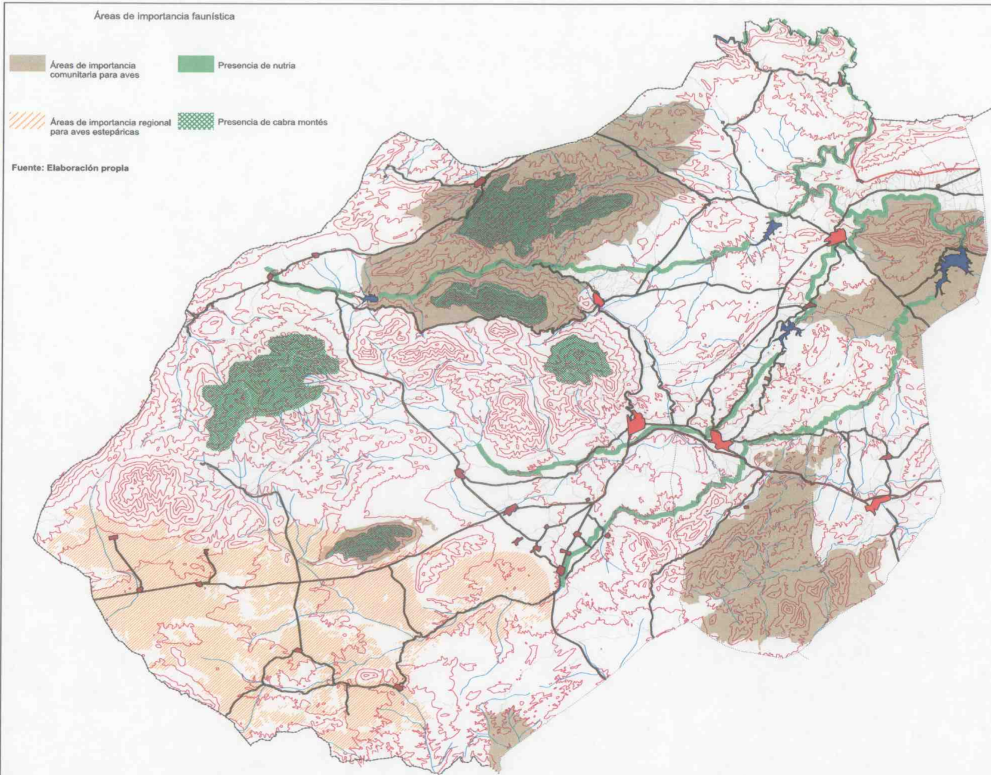 Áreas de importancia faunística
Áreas de importancia
comunitaria para aves
Presencia de nutria
Áreas de importancia regional
para aves estepáricas
Presencia de cabra montés
Fuente: Elaboración propia